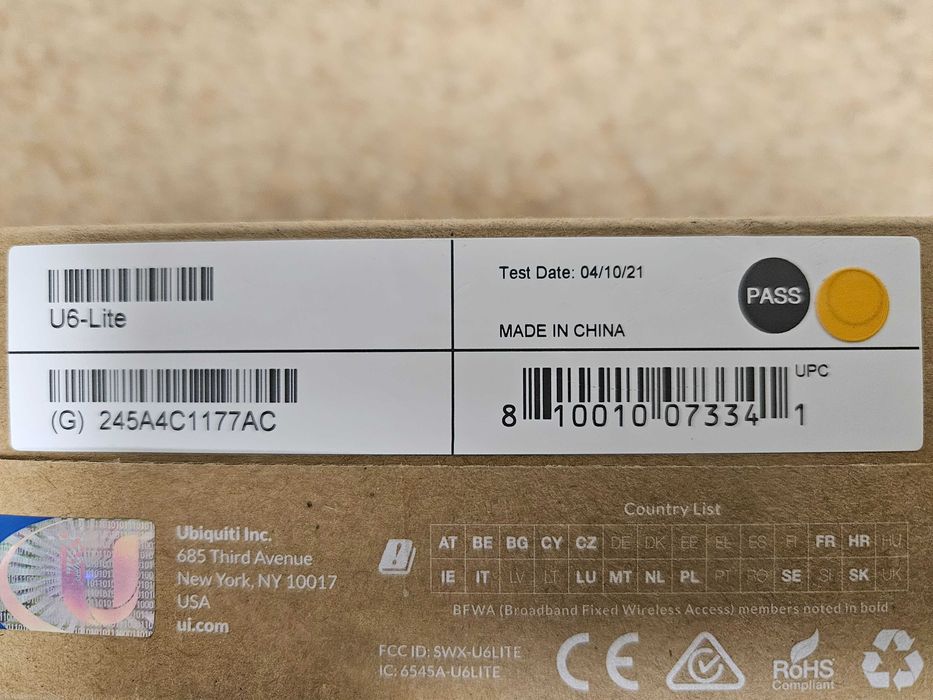 U6-Lite
Test Date: 04/10/21
PASS
MADE IN CHINA
(G) 245A4C1177AC
UPC
8 10010 07334 1
Country List
Ubiquiti Inc.
685 Third Avenue
New York, NY 10017
USA
ui.com
AT BE BG CY CZ DE DK EE EL ES FI FR HR HU
IE IT LV LT LU MT NL PL SE SI SK UK
BFWA (Broadband Fixed Wireless Access) members noted in bold
FCC ID: SWX-U6LITE
IC: 6545A-U6LITE
CE
RoHS
Compliant